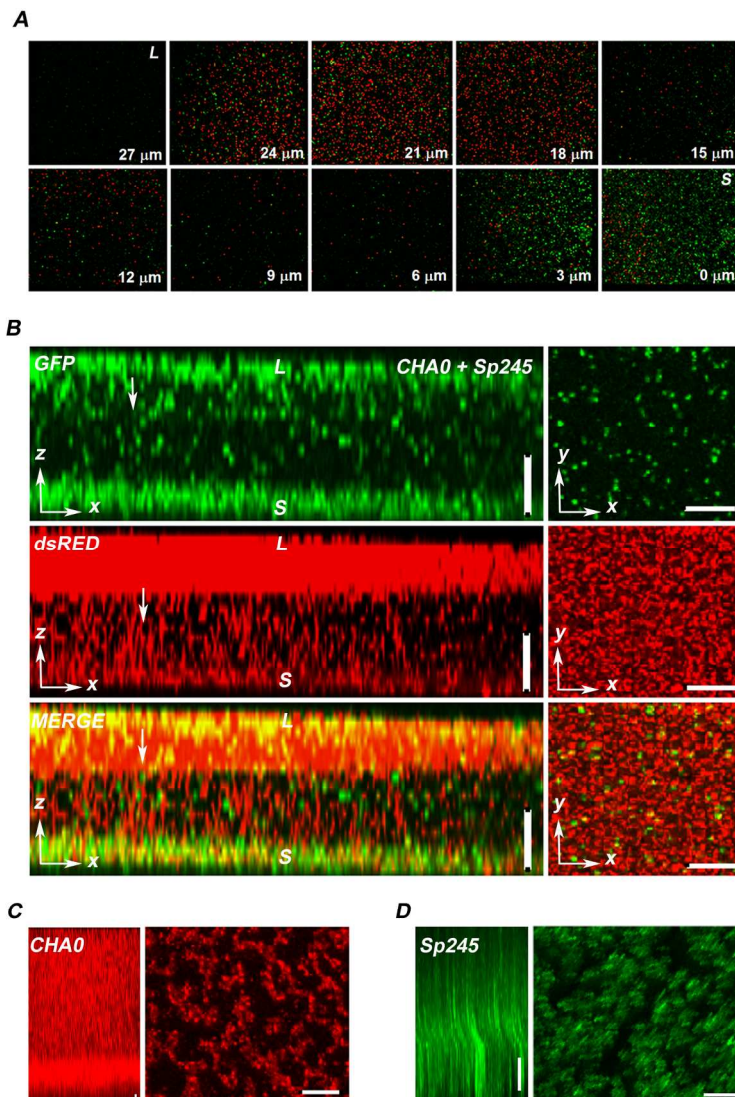 A
L
27 μm
24 μm
21 μm
18 μm
15 μm
S
12 μm
9 μm
6 μm
3 μm
0 μm
B
GFP
L
CHA0 + Sp245
z
x
S
y
x
dsRED
L
z
x
S
y
x
MERGE
L
z
x
S
y
x
C
CHA0
D
Sp245